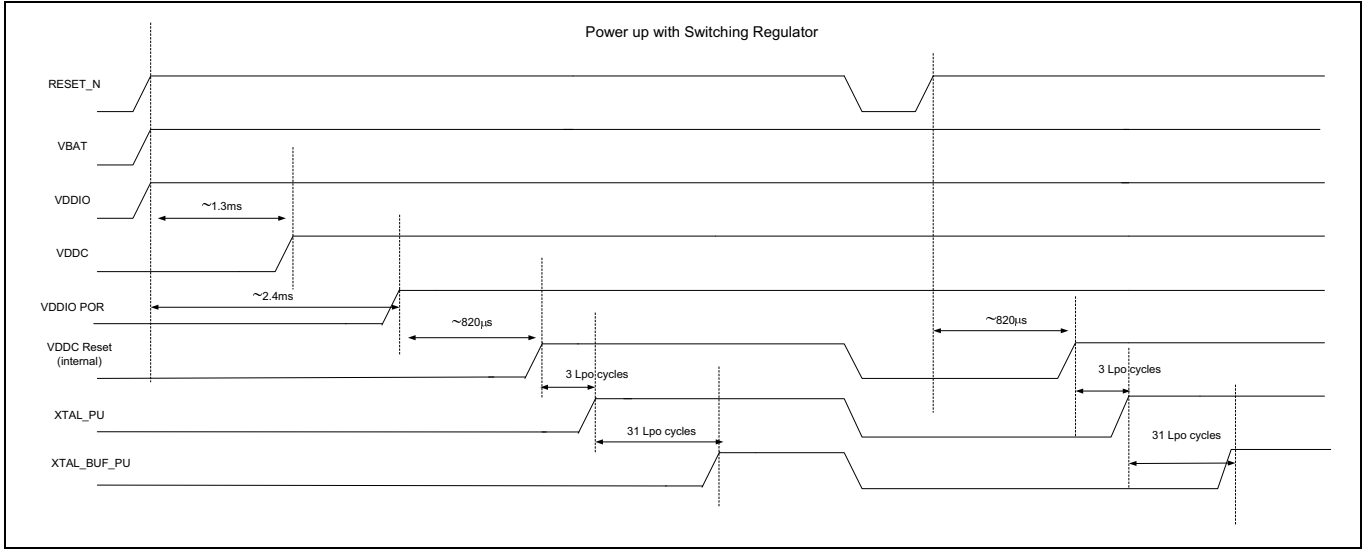 Power up with Switching Regulator
RESET_N
VBAT
VDDIO
~1.3ms
VDDC
~2.4ms
VDDIO POR
~820µs
~820µs
VDDC Reset
(internal)
3 Lpo cycles
3 Lpo cycles
XTAL_PU
31 Lpo cycles
31 Lpo cycles
XTAL_BUF_PU